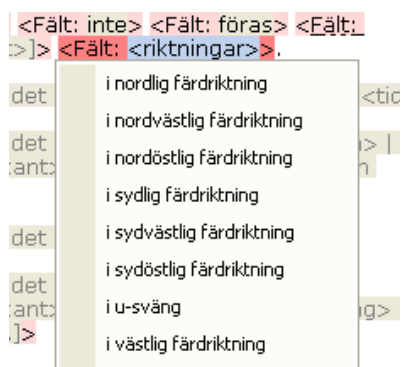 <Fält: inte> <Fält: föras> <Fält:
>]> <Fält: <riktningar>>.
i nordlig färdriktning
det
i nordvästlig färdriktning
det > |
i nordöstlig färdriktning
i sydlig färdriktning
i sydvästlig färdriktning
det
i sydöstlig färdriktning
det
i u-sväng
]>
i västlig färdriktning